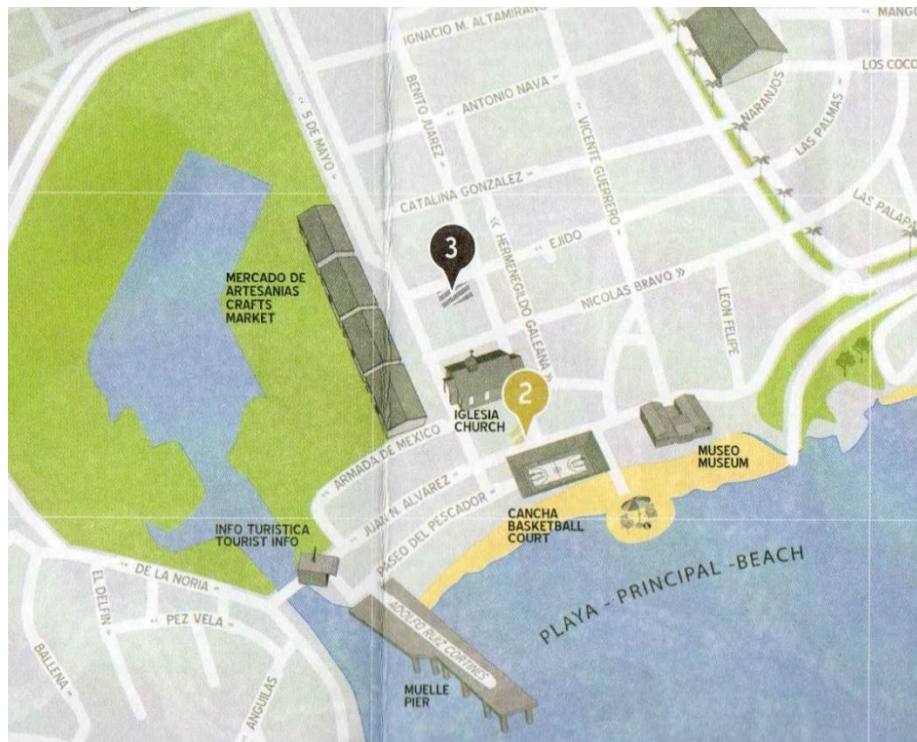 IGNACIO M. ALTAMIRANO
« MANGO
LOS COCO
BENITO JUAREZ -
« ANTONIO NAVA -
« VICENTE GUERRERO -
NARANJOS
LAS PALMAS -
« 5 DE MAYO -
CATALINA GONZALEZ -
LAS PALAPA
3
« HERMENEGILDO GALEANA »
- EJIDO
NICOLAS BRAVO »
LEON FELIPE
MERCADO DE
ARTESANIAS
CRAFTS
MARKET
2
IGLESIA
CHURCH
« ARMADA DE MEXICO
MUSEO
MUSEUM
« JUAN N. ALVAREZ -
PASEO DEL PESCADOR -
CANCHA
BASKETBALL
COURT
INFO TURISTICA
TOURIST INFO
« DE LA NORIA -
EL DELFIN
« PEZ VELA -
BALLENA
« ANGUILAS
ADOLFO RUIZ CORTINES
MUELLE
PIER
PLAYA - PRINCIPAL -BEACH